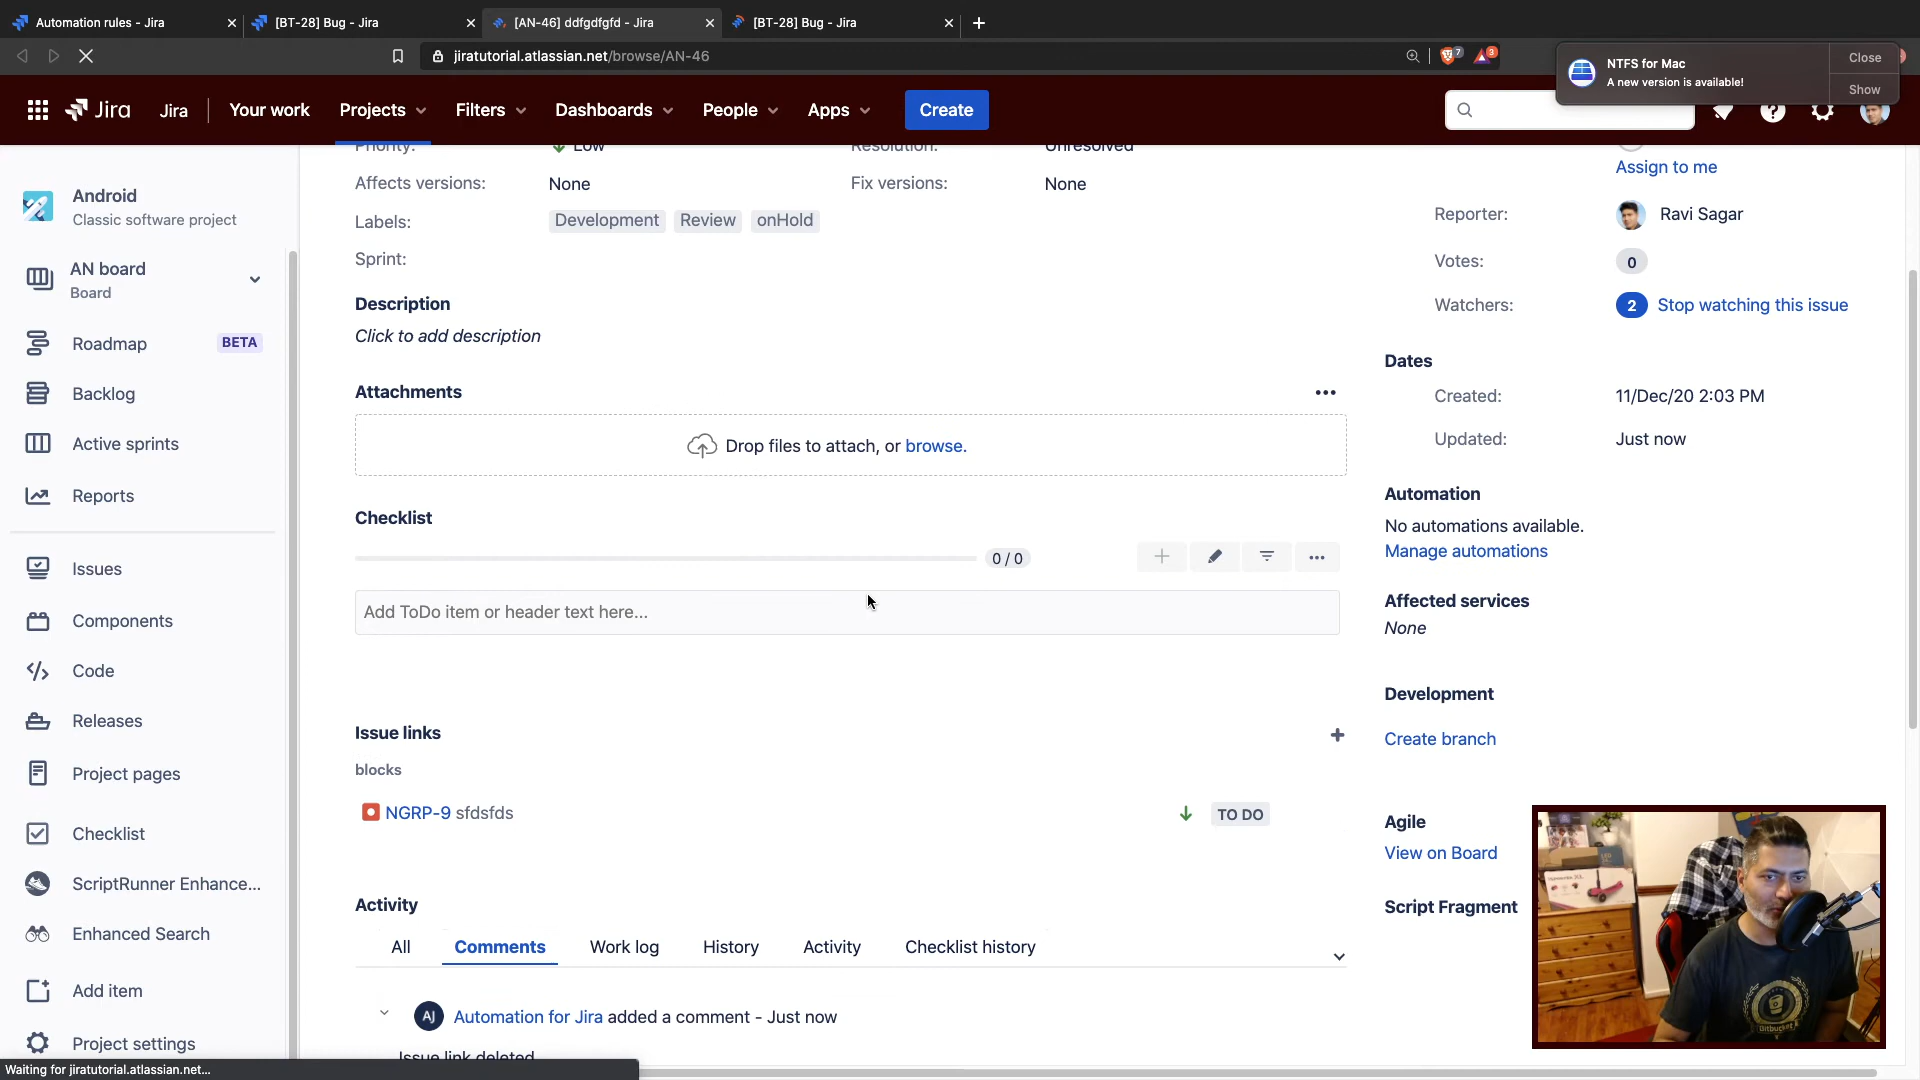 Automation rules - Jira
[BT-28] Bug - Jira
[AN-46] ddfgdfgfd - Jira
[BT-28] Bug - Jira
jiratutorial.atlassian.net/browse/AN-46
7
3
NTFS for Mac
A new version is available!
Close
Show
Jira
Jira
Your work
Projects
Filters
Dashboards
People
Apps
Create
Android
Classic software project
AN board
Board
Roadmap
BETA
Backlog
Active sprints
Reports
Issues
Components
Code
Releases
Project pages
Checklist
ScriptRunner Enhance...
Enhanced Search
Add item
Project settings
Priority: Low Resolution: Unresolved
Affects versions: None Fix versions: None
Labels: Development Review onHold
Sprint:
Description
Click to add description
Attachments
Drop files to attach, or browse.
Checklist
0 / 0
Add ToDo item or header text here...
Issue links
blocks
NGRP-9 sfdsfds
TO DO
Activity
All Comments Work log History Activity Checklist history
AJ Automation for Jira added a comment - Just now
Issue link deleted
Assign to me
Reporter: Ravi Sagar
Votes: 0
Watchers: 2 Stop watching this issue
Dates
Created: 11/Dec/20 2:03 PM
Updated: Just now
Automation
No automations available.
Manage automations
Affected services
None
Development
Create branch
Agile
View on Board
Script Fragment
Bitbucket
Waiting for jiratutorial.atlassian.net...